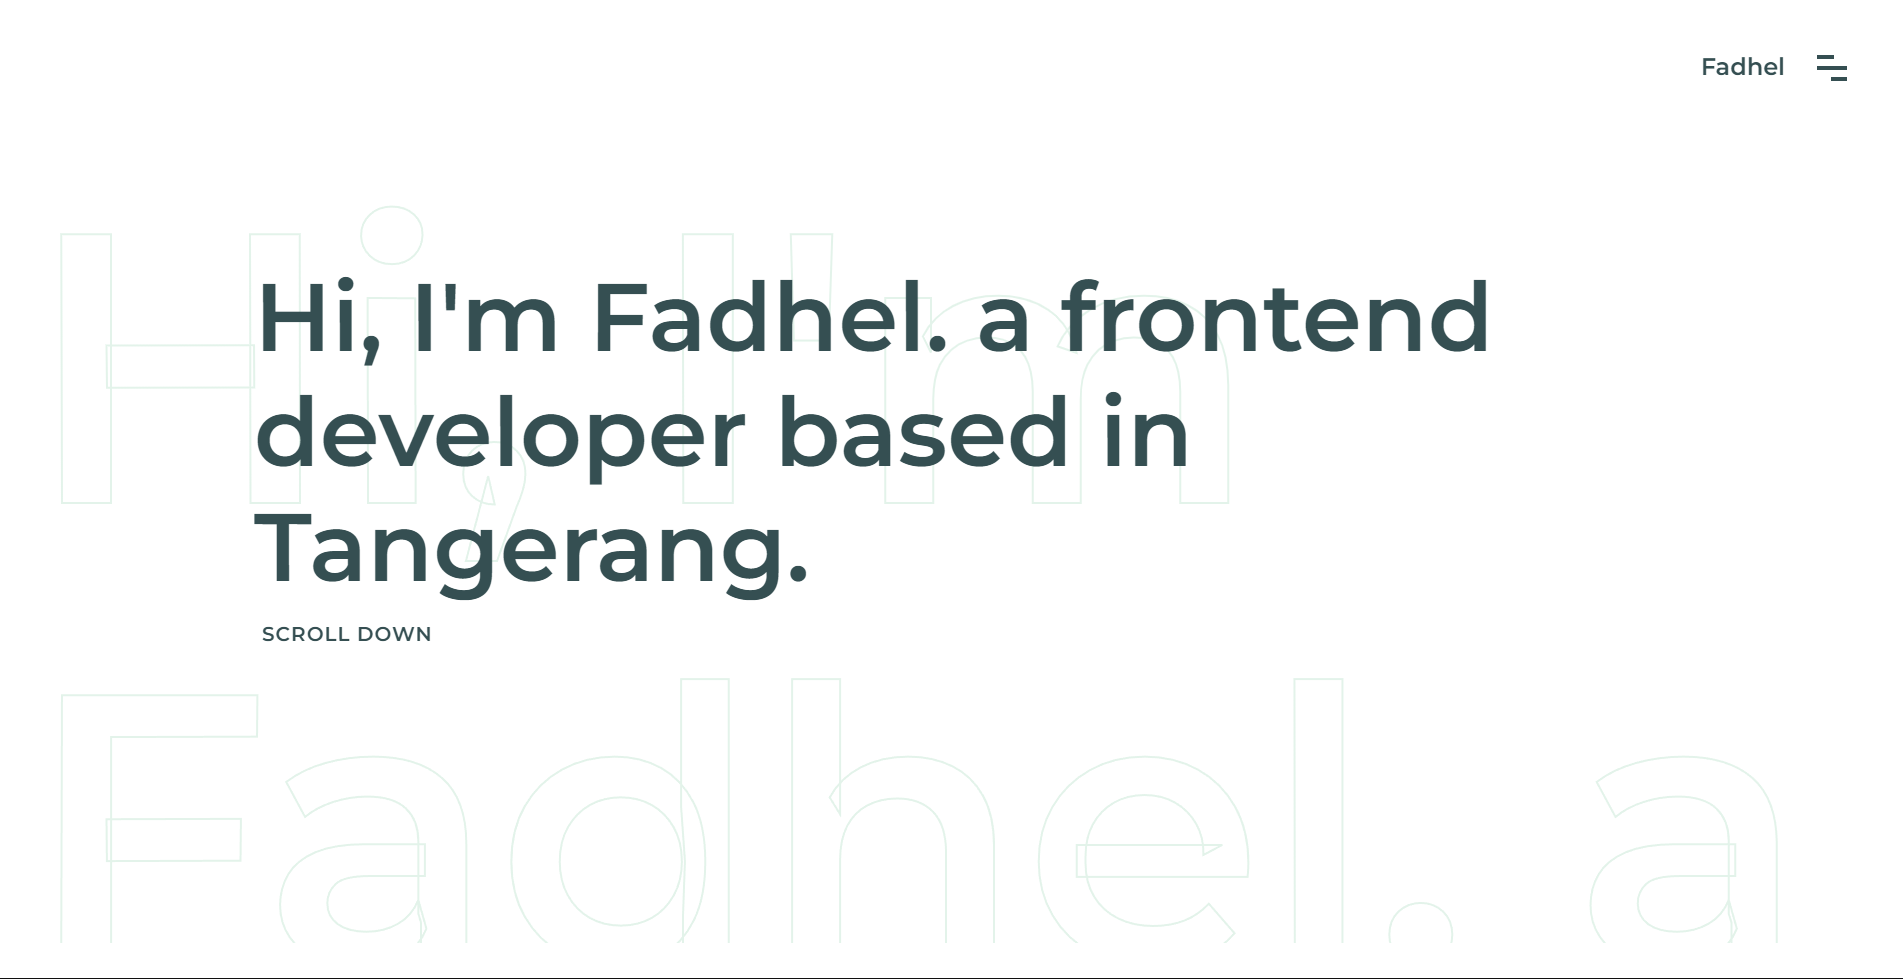 Fadhel
Hi, I'm
Hi, I'm Fadhel. a frontend
developer based in
Tangerang.
SCROLL DOWN
Fadhel. a